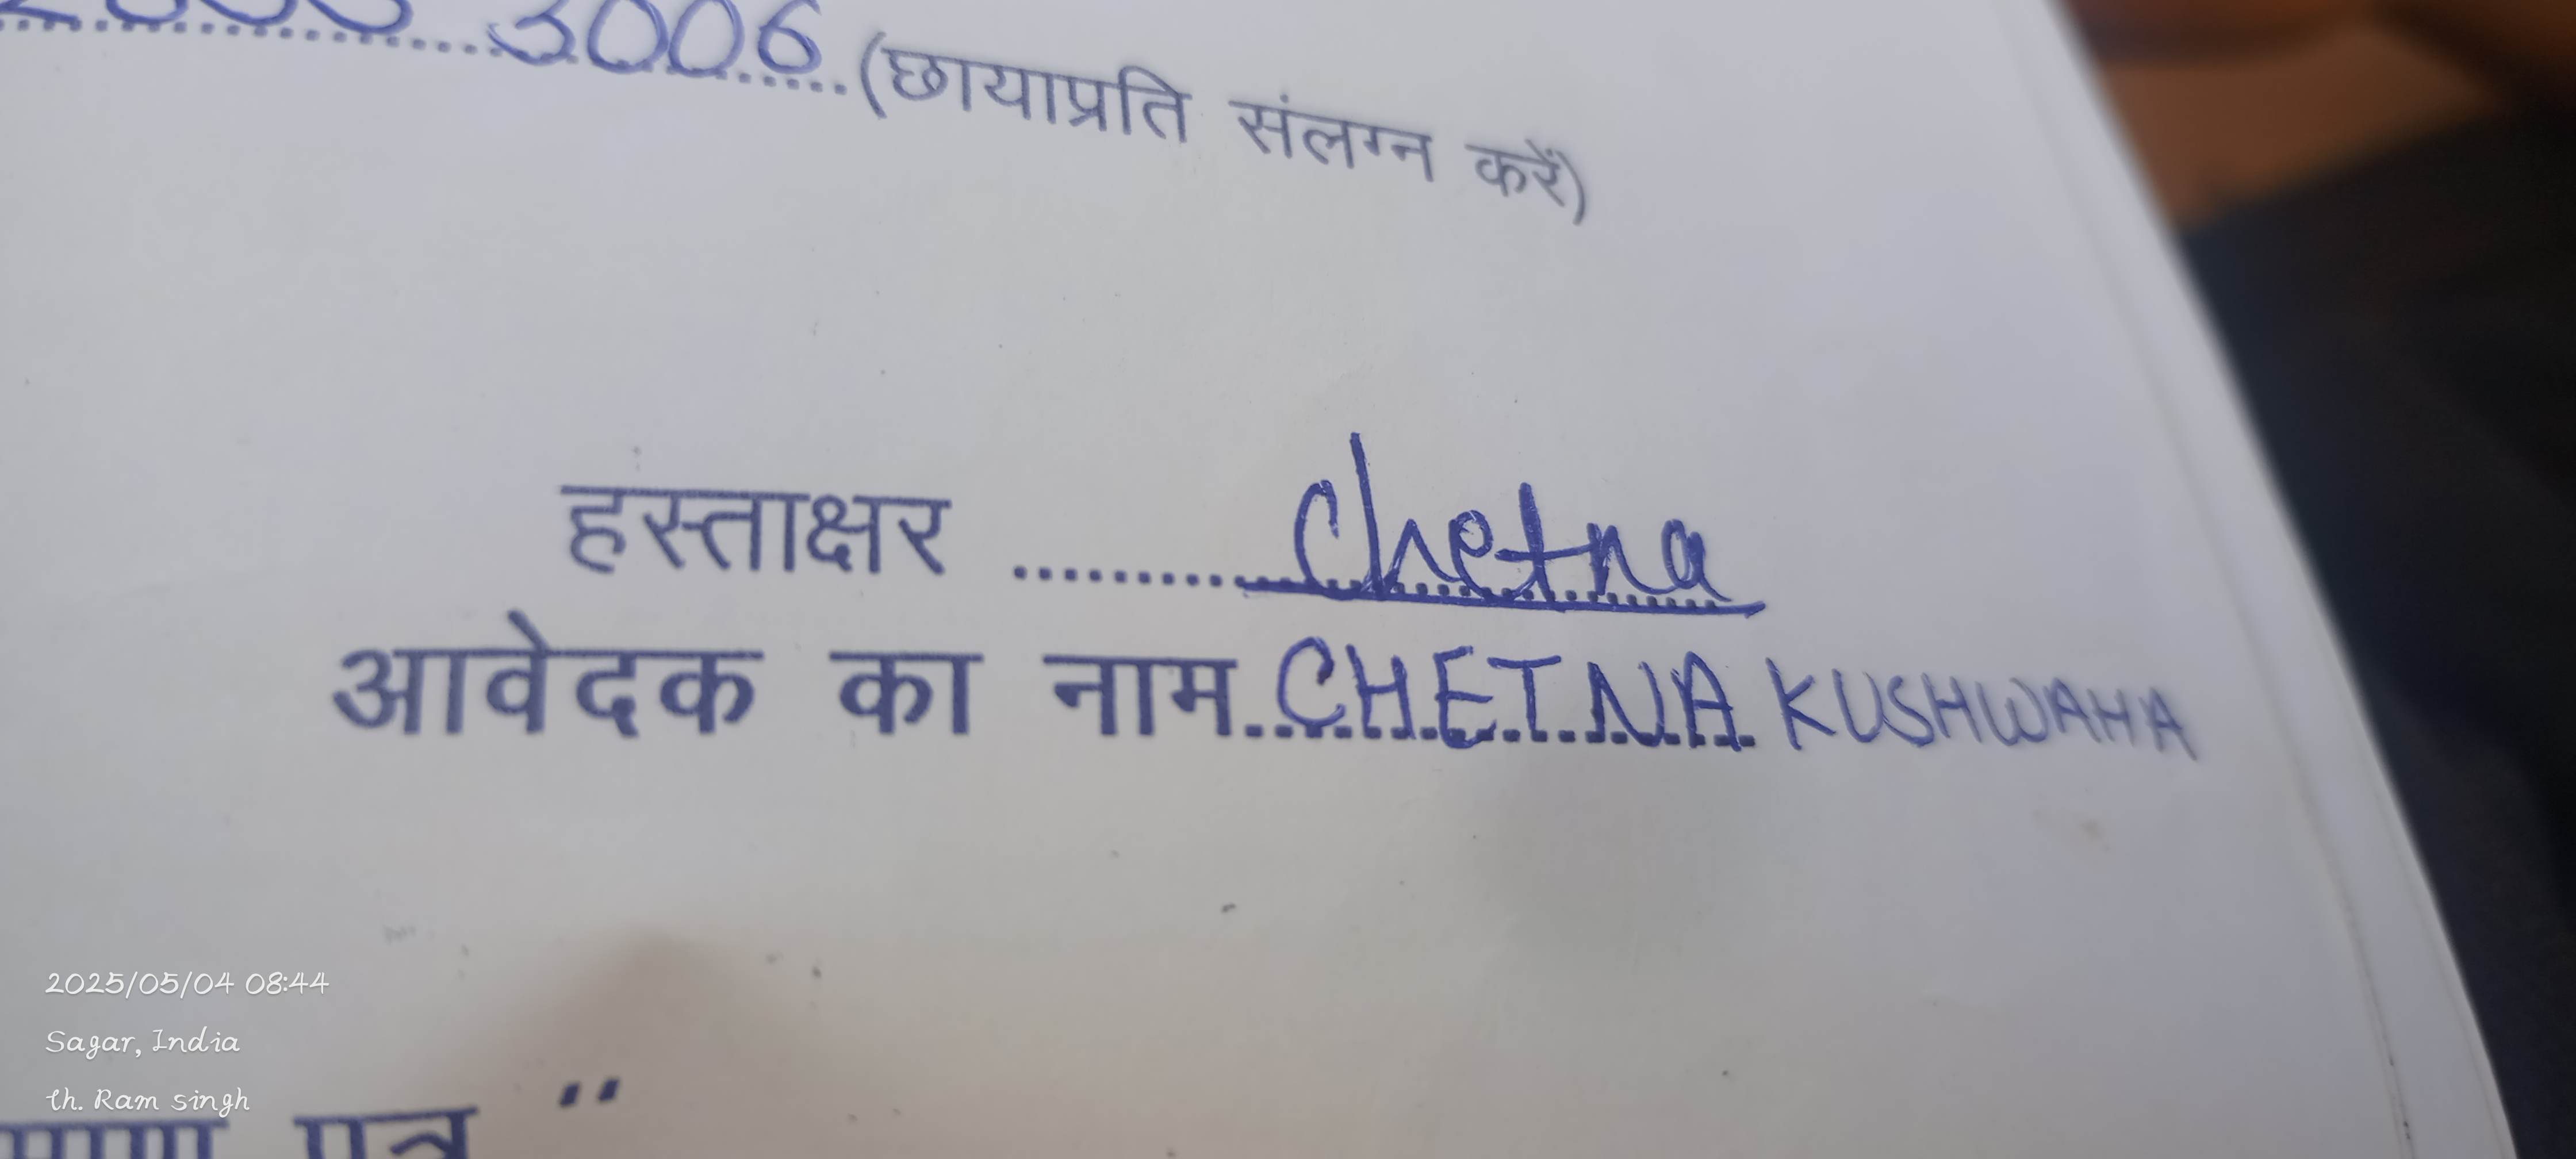 3006 (छायाप्रति संलग्न करें)
हस्ताक्षर .......... Chetna
आवेदक का नाम..CHETNA KUSHWAHA
2025/05/04 08:44
Sagar, India
th. Ram singh
पत्र "